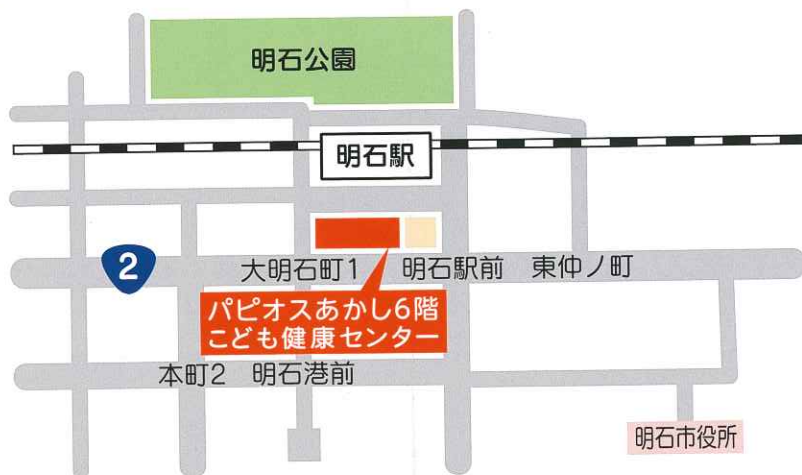 明石公園
明石駅
2
大明石町1
明石駅前
東仲ノ町
パピオスあかし6階
こども健康センター
本町2
明石港前
明石市役所